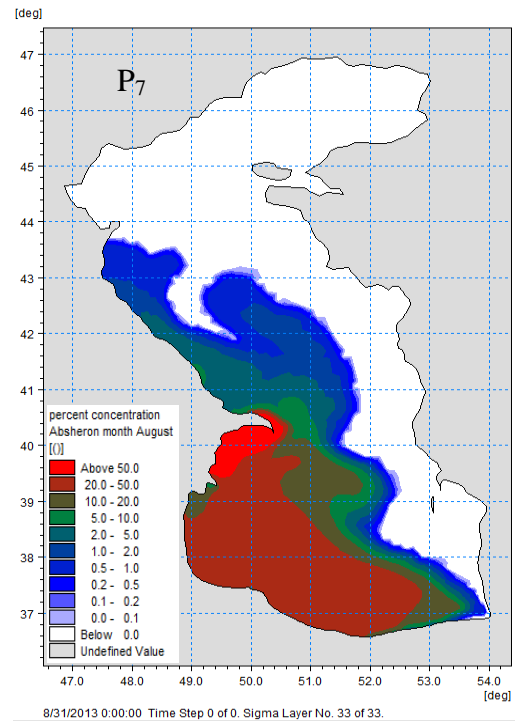 [deg]
47
P7
46
45
44
43
42
41
40
39
38
37
percent concentration
Absheron month August
[()]
Above 50.0
20.0 - 50.0
10.0 - 20.0
5.0 - 10.0
2.0 - 5.0
1.0 - 2.0
0.5 - 1.0
0.2 - 0.5
0.1 - 0.2
0.0 - 0.1
Below 0.0
Undefined Value
47.0 48.0 49.0 50.0 51.0 52.0 53.0 54.0
[deg]
8/31/2013 0:00:00 Time Step 0 of 0. Sigma Layer No. 33 of 33.